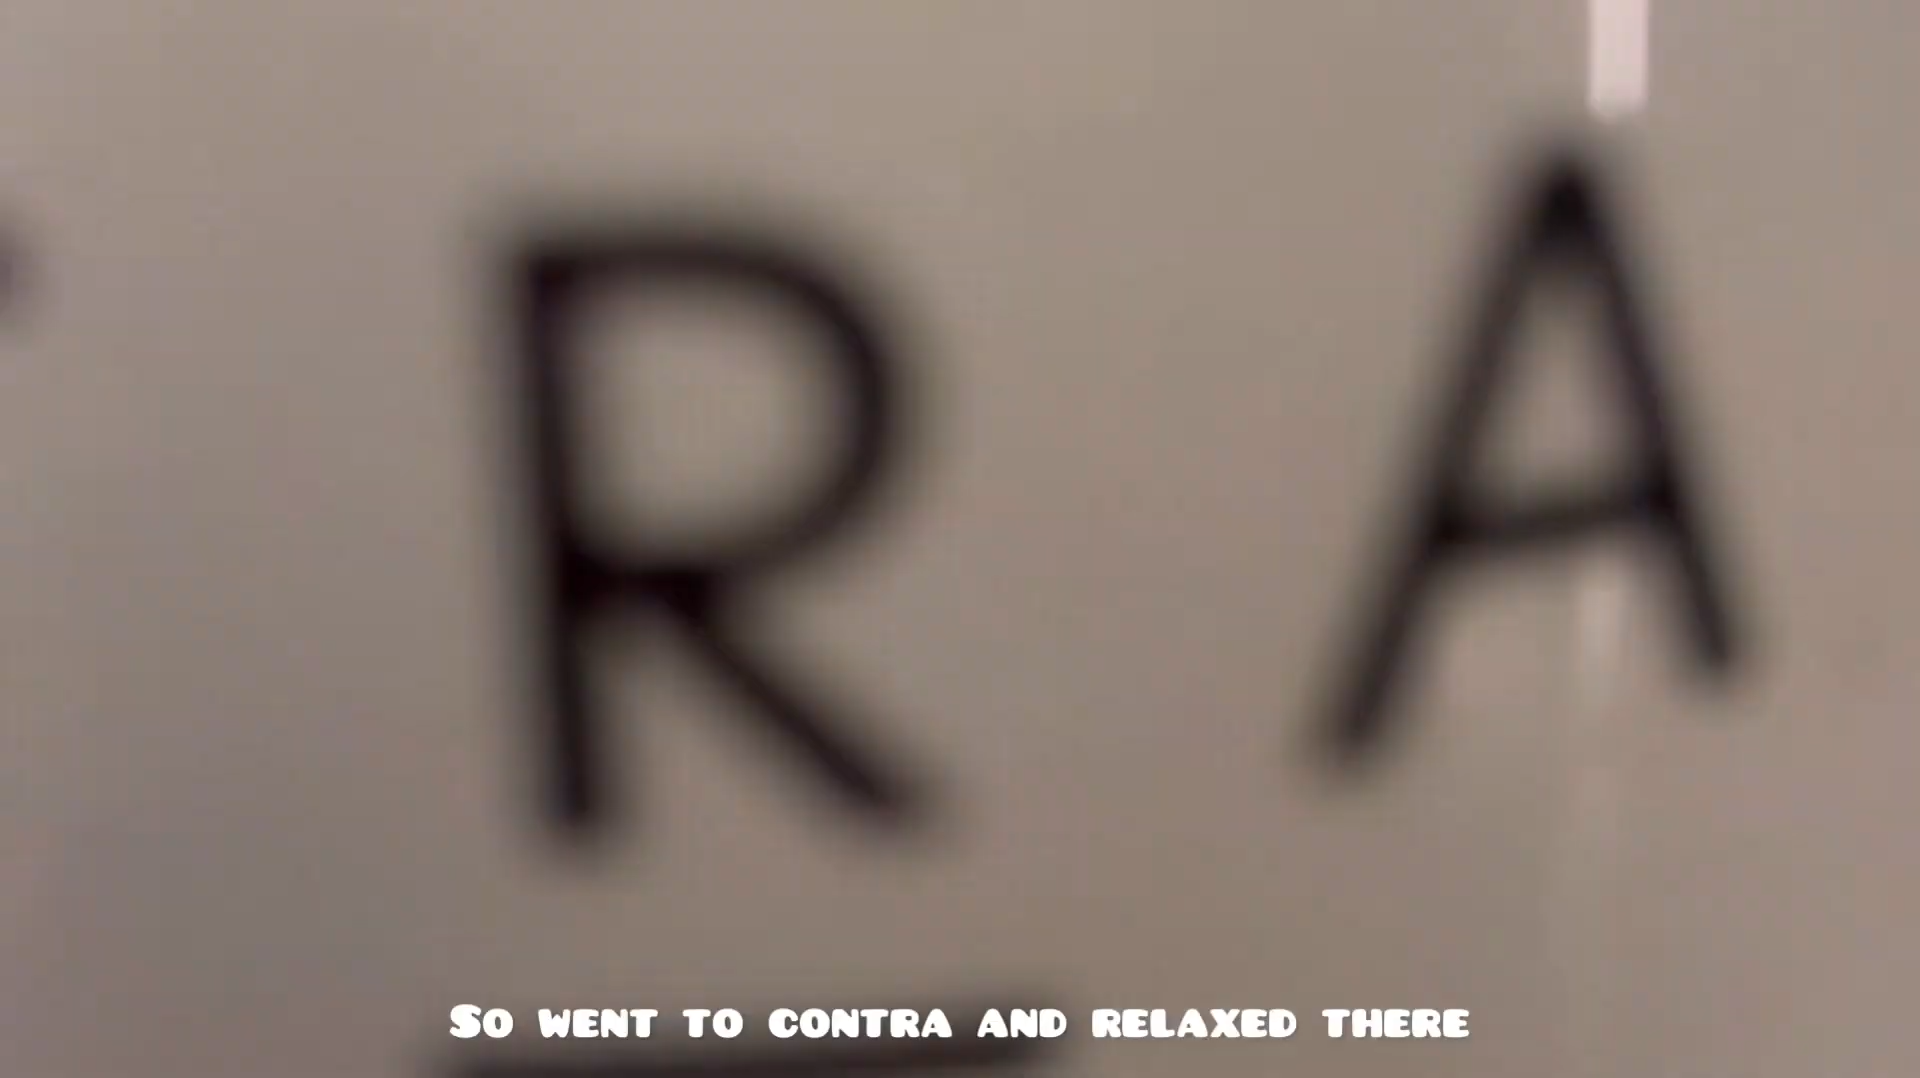 R A
So went to contra and relaxed there